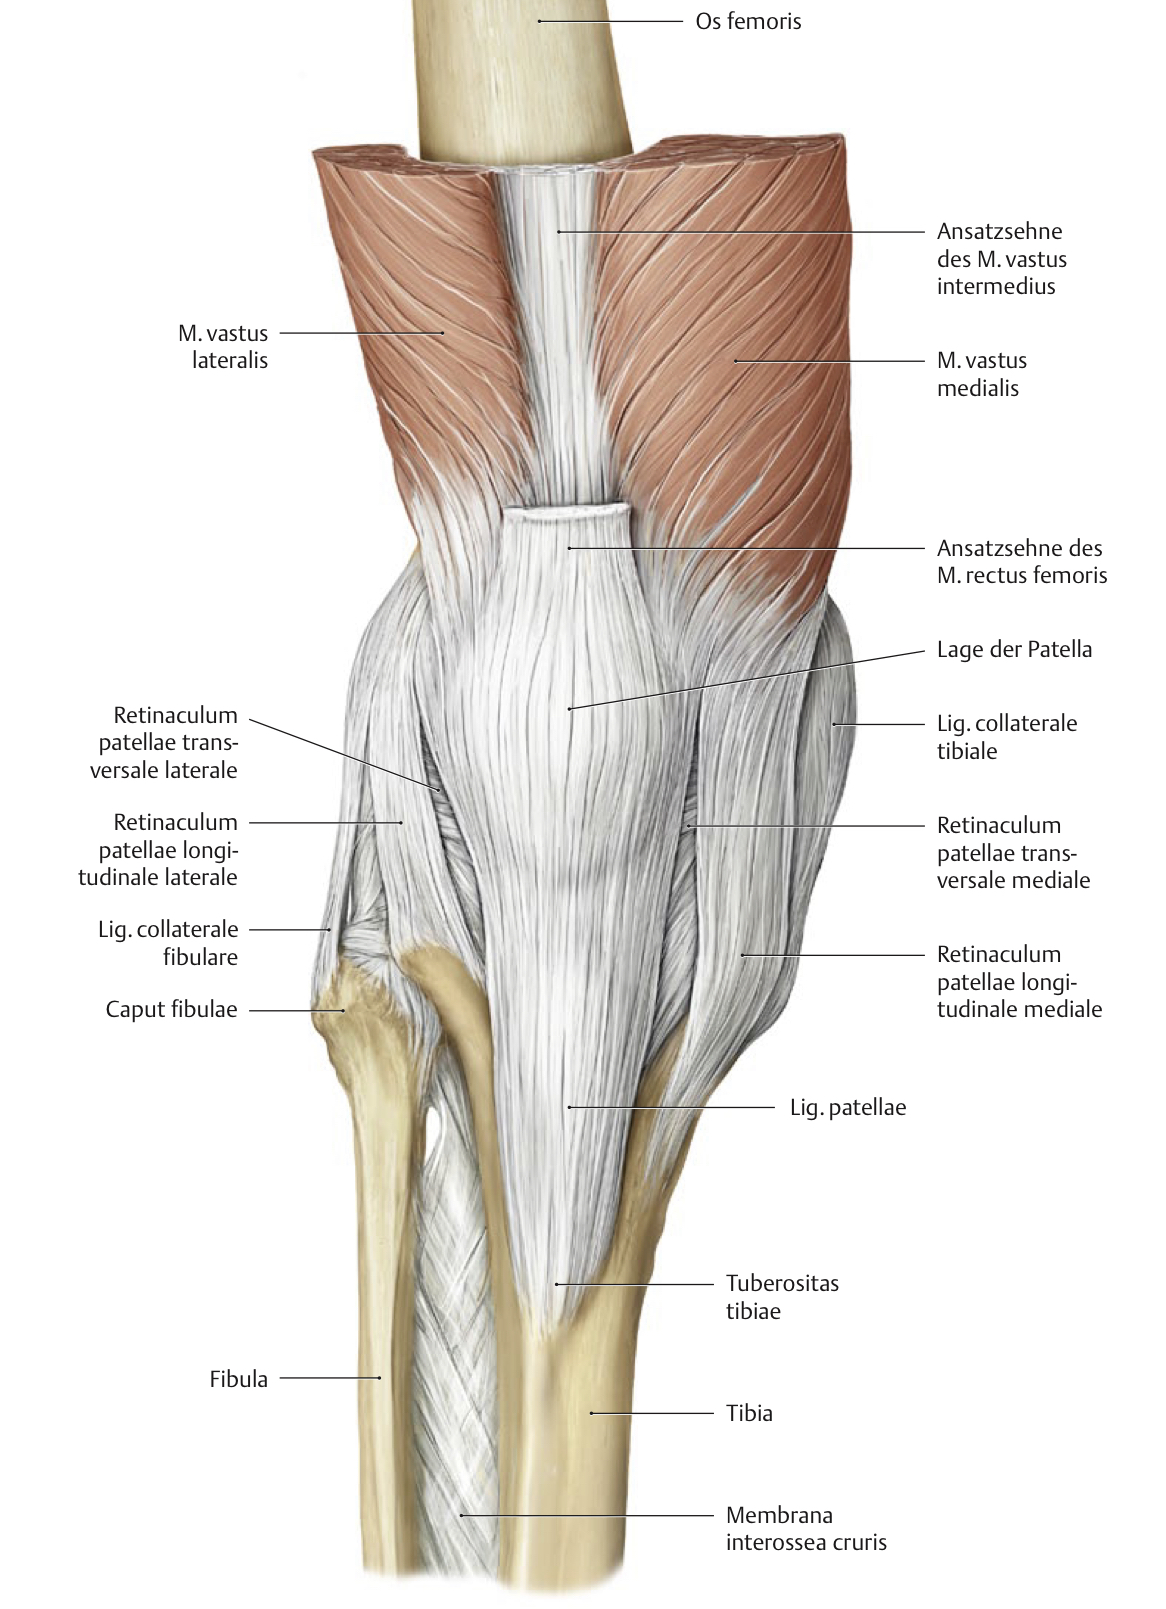 Os femoris
Ansatzsehne
des M. vastus
intermedius
M. vastus
lateralis
M. vastus
medialis
Ansatzsehne des
M. rectus femoris
Lage der Patella
Retinaculum
patellae trans-
versale laterale
Lig. collaterale
tibiale
Retinaculum
patellae longi-
tudinale laterale
Retinaculum
patellae trans-
versale mediale
Lig. collaterale
fibulare
Retinaculum
patellae longi-
tudinale mediale
Caput fibulae
Lig. patellae
Tuberositas
tibiae
Fibula
Tibia
Membrana
interossea cruris